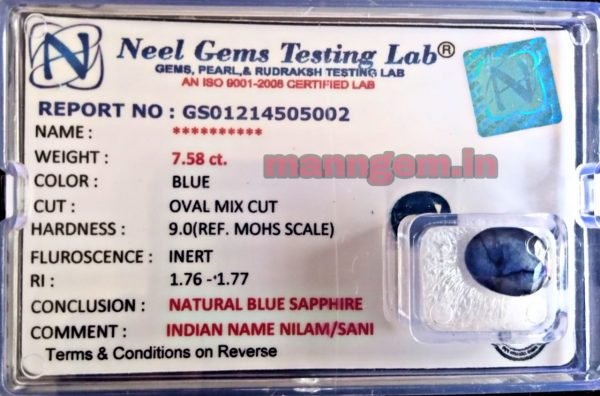 Neel Gems Testing Lab®
GEMS, PEARL,& RUDRAKSH TESTING LAB
AN ISO 9001-2008 CERTIFIED LAB
REPORT NO : GS01214505002
NAME : **********
WEIGHT : 7.58 ct.
manngem.in
COLOR : BLUE
CUT : OVAL MIX CUT
HARDNESS : 9.0(REF. MOHS SCALE)
FLUROSCENCE : INERT
RI : 1.76 -1.77
CONCLUSION : NATURAL BLUE SAPPHIRE
COMMENT : INDIAN NAME NILAM/SANI
Terms & Conditions on Reverse